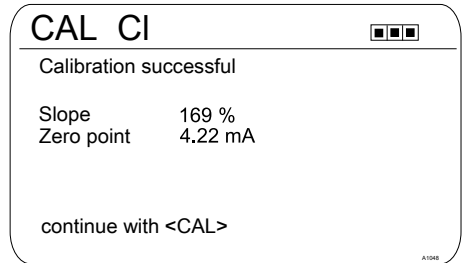 CAL Cl
Calibration successful
Slope 169 %
Zero point 4.22 mA
continue with <CAL>
A1048